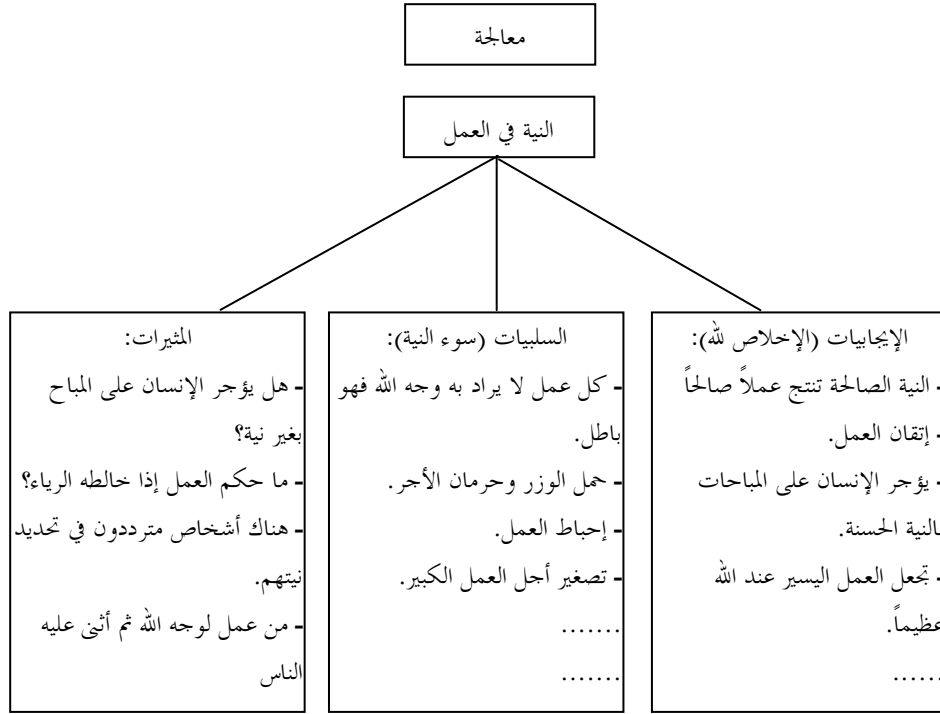 معالجة
النية في العمل
الإيجابيات (الإخلاص لله):
- النية الصالحة تنتج عملاً صالحاً
- إتقان العمل.
- يؤجر الإنسان على المباحات
بالنية الحسنة.
- تجعل العمل اليسير عند الله
عظيماً.
......
السلبيات (سوء النية):
- كل عمل لا يراد به وجه الله فهو
باطل.
- حمل الوزر وحرمان الأجر.
- إحباط العمل.
- تصغير أجل العمل الكبير.
.......
.......
المثيرات:
- هل يؤجر الإنسان على المباح
بغير نية؟
- ما حكم العمل إذا خالطه الرياء؟
- هناك أشخاص مترددون في تحديد
نيتهم.
- من عمل لوجه الله ثم أثنى عليه
الناس